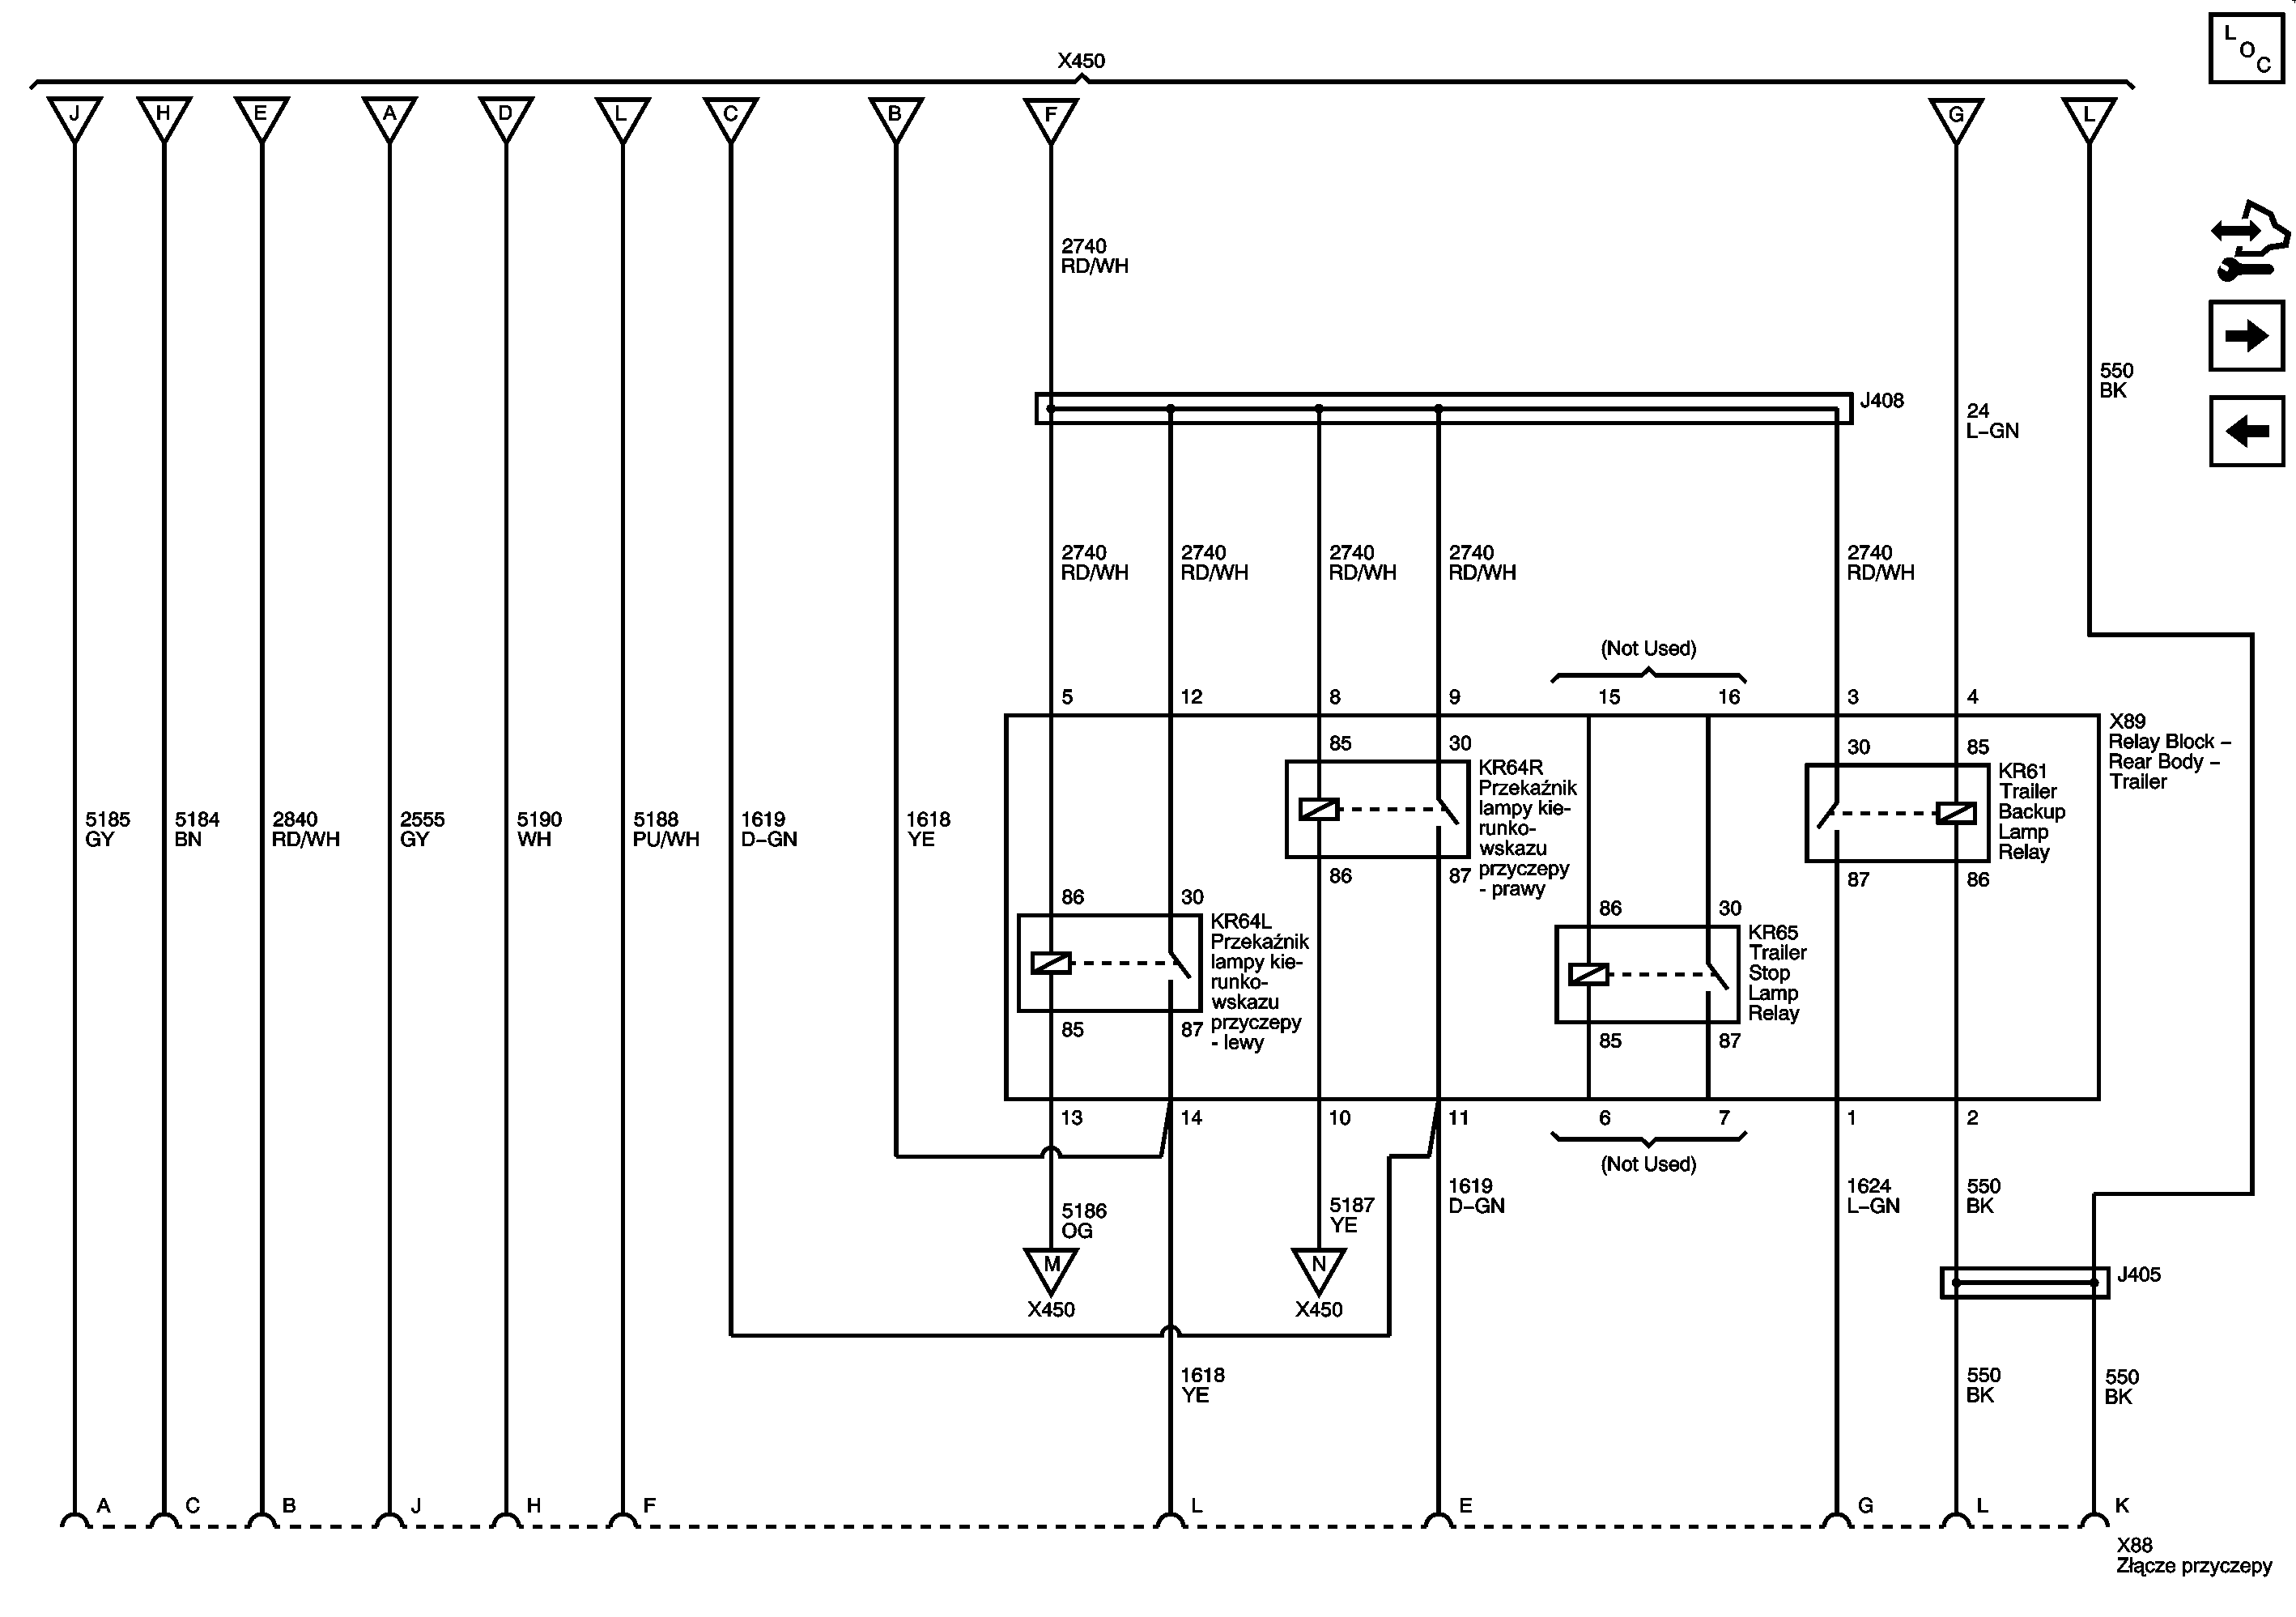 L
O
C
X450
J H E A D L C B F G L
2740
RD/WH
550
BK
J408
24
L-GN
2740 2740 2740 2740 2740
RD/WH RD/WH RD/WH RD/WH RD/WH
(Not Used)
5 12 8 9 15 16 3 4
X89
Relay Block –
Rear Body –
Trailer
85 30
KR64R
Przekaźnik
lampy kie-
runko-
wskazu
przyczepy
- prawy
86 87
30 85
KR61
Trailer
Backup
Lamp
Relay
87 86
5185 5184 2840 2555 5190 5188 1619 1618
GY BN RD/WH GY WH PU/WH D-GN YE
86 30
KR64L
Przekaźnik
lampy kie-
runko-
wskazu
przyczepy
- lewy
85 87
86 30
KR65
Trailer
Stop
Lamp
Relay
85 87
13 14 10 11 6 7 1 2
(Not Used)
5186
OG
5187
YE
1619
D-GN
1624
L-GN
550
BK
M
X450
N
X450
J405
1618
YE
550
BK
550
BK
A C B J H F L E G L K
X88
Złącze przyczepy